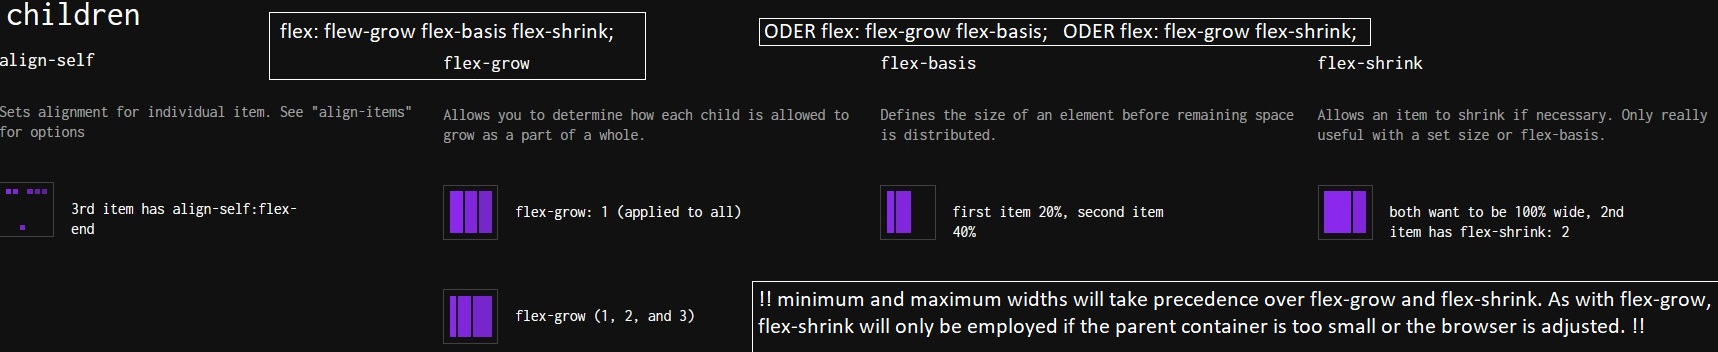 children
flex: flew-grow flex-basis flex-shrink;
ODER flex: flex-grow flex-basis;   ODER flex: flex-grow flex-shrink;
align-self
Sets alignment for individual item. See "align-items"
for options
3rd item has align-self:flex-
end
flex-grow
Allows you to determine how each child is allowed to
grow as a part of a whole.
flex-grow: 1 (applied to all)
flex-grow (1, 2, and 3)
flex-basis
Defines the size of an element before remaining space
is distributed.
first item 20%, second item
40%
flex-shrink
Allows an item to shrink if necessary. Only really
useful with a set size or flex-basis.
both want to be 100% wide, 2nd
item has flex-shrink: 2
!! minimum and maximum widths will take precedence over flex-grow and flex-shrink. As with flex-grow,
flex-shrink will only be employed if the parent container is too small or the browser is adjusted. !!